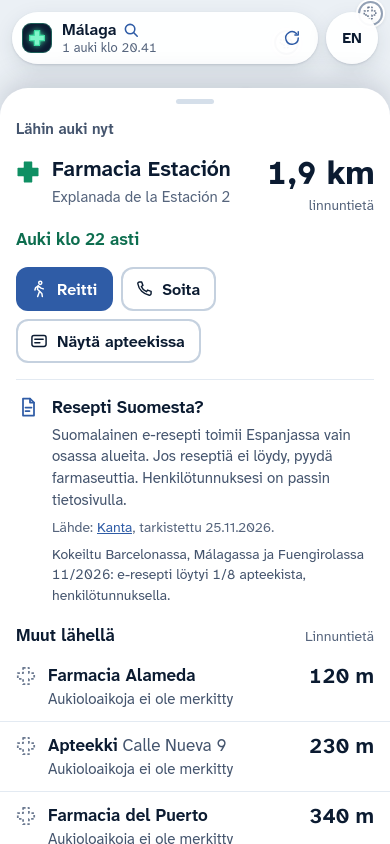 Málaga
1 auki klo 20.41
EN
Lähin auki nyt
Farmacia Estación
1,9 km
Explanada de la Estación 2
linnuntietä
Auki klo 22 asti
Reitti
Soita
Näytä apteekissa
Resepti Suomesta?
Suomalainen e-resepti toimii Espanjassa vain
osassa alueita. Jos reseptiä ei löydy, pyydä
farmaseuttia. Henkilötunnuksesi on passin
tietosivulla.
Lähde: Kanta, tarkistettu 25.11.2026.
Kokeiltu Barcelonassa, Málagassa ja Fuengirolassa
11/2026: e-resepti löytyi 1/8 apteekista,
henkilötunnuksella.
Muut lähellä
Linnuntietä
Farmacia Alameda
120 m
Aukioloaikoja ei ole merkitty
Apteekki Calle Nueva 9
230 m
Aukioloaikoja ei ole merkitty
Farmacia del Puerto
340 m
Aukioloaikoja ei ole merkitty